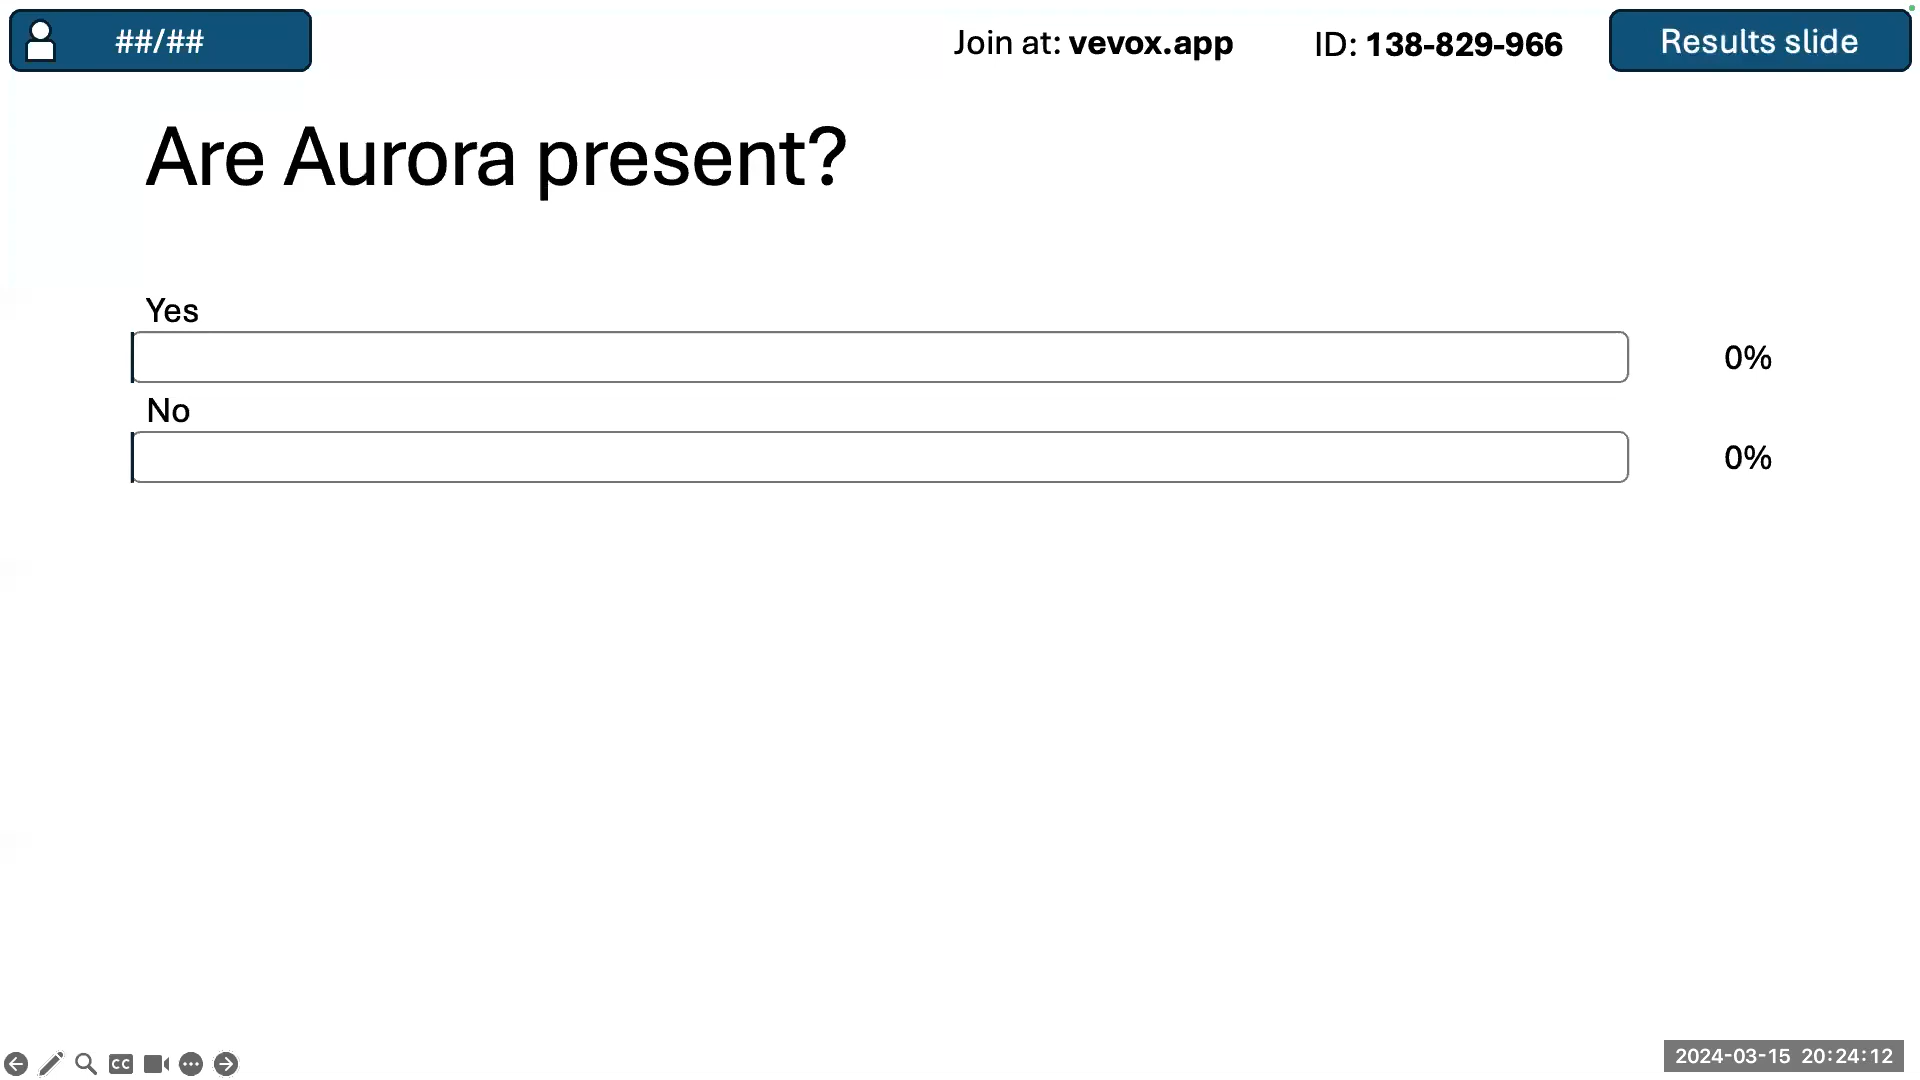 ##/##
Join at: vevox.app
ID: 138-829-966
Results slide
Are Aurora present?
Yes
0%
No
0%
CC
2024-03-15 20:24:12